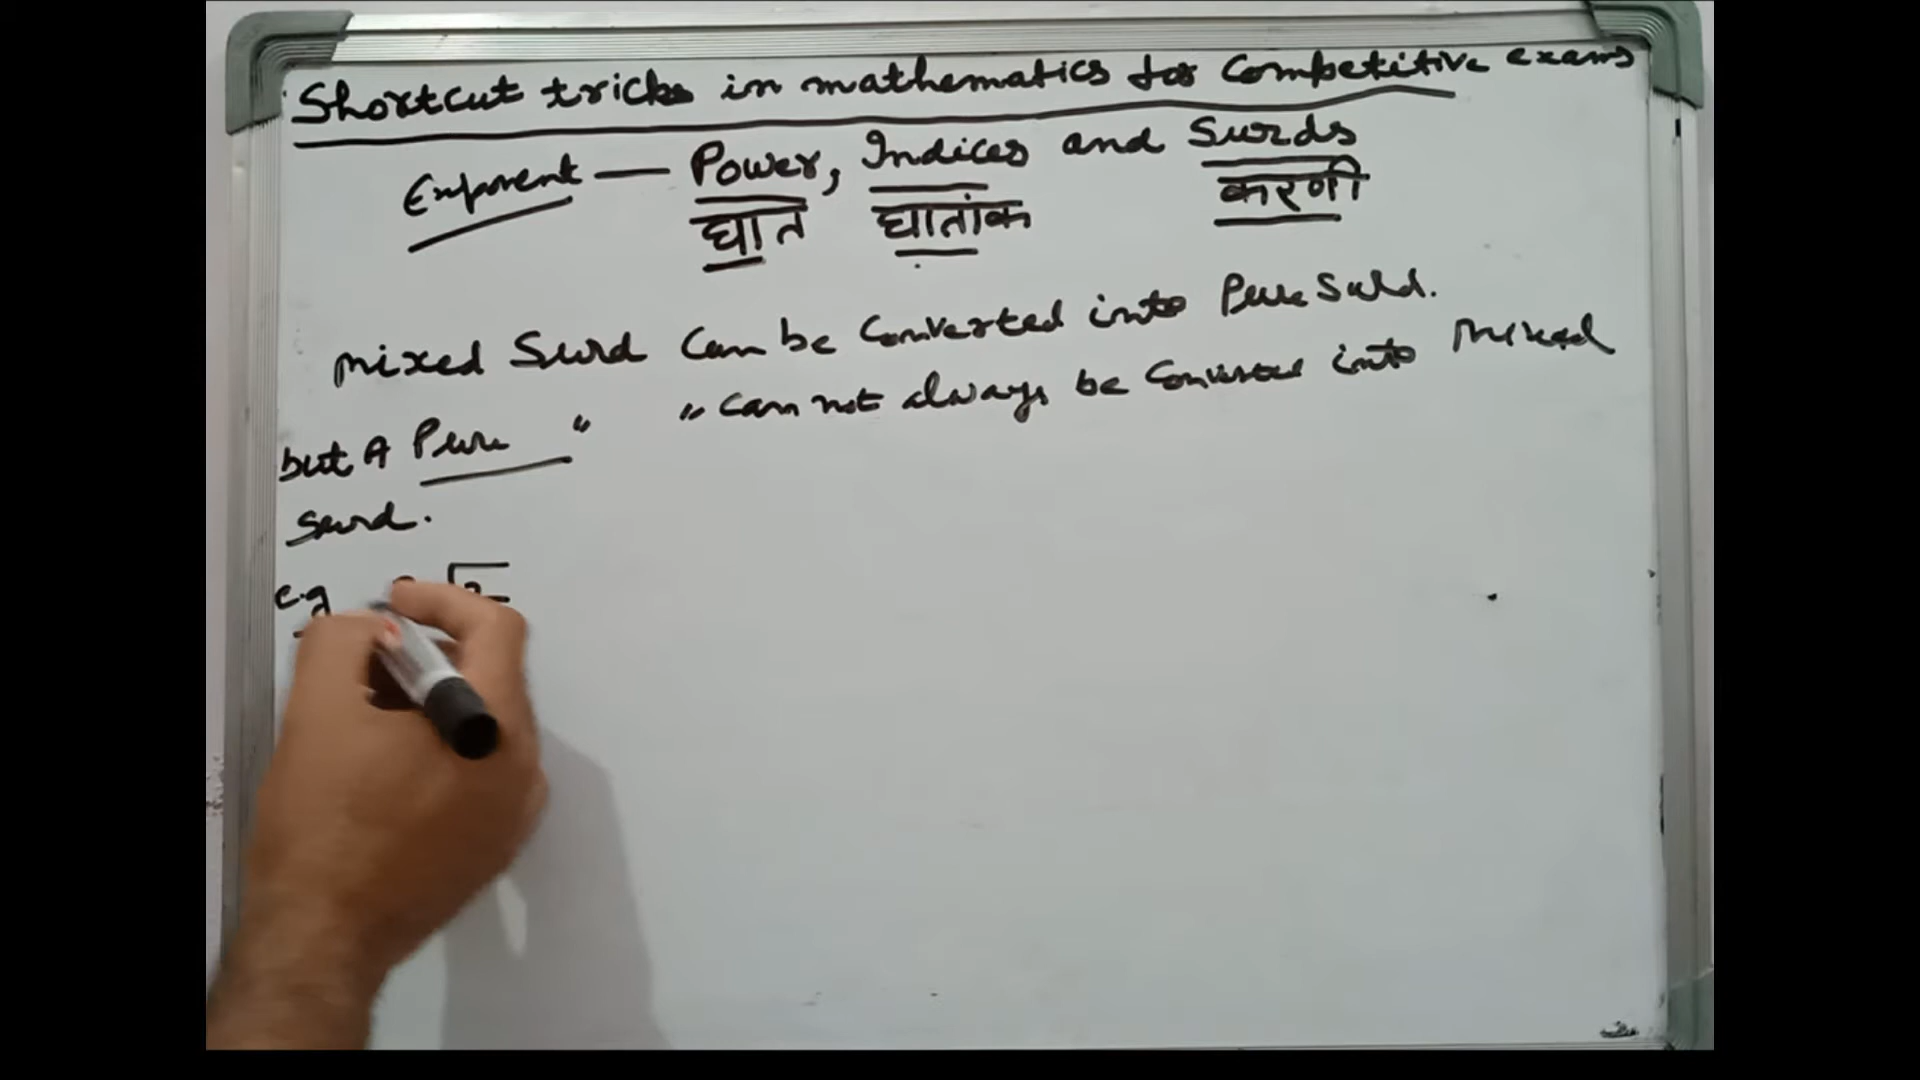 Shortcut tricks in mathematics for Competitive exams
Exponent — Power, Indices and Surds
घात घातांक करणी
mixed Surd Can be Converted into Pure Surd.
but A Pure " " can not always be Converted into Mixed
Surd.
e.g √